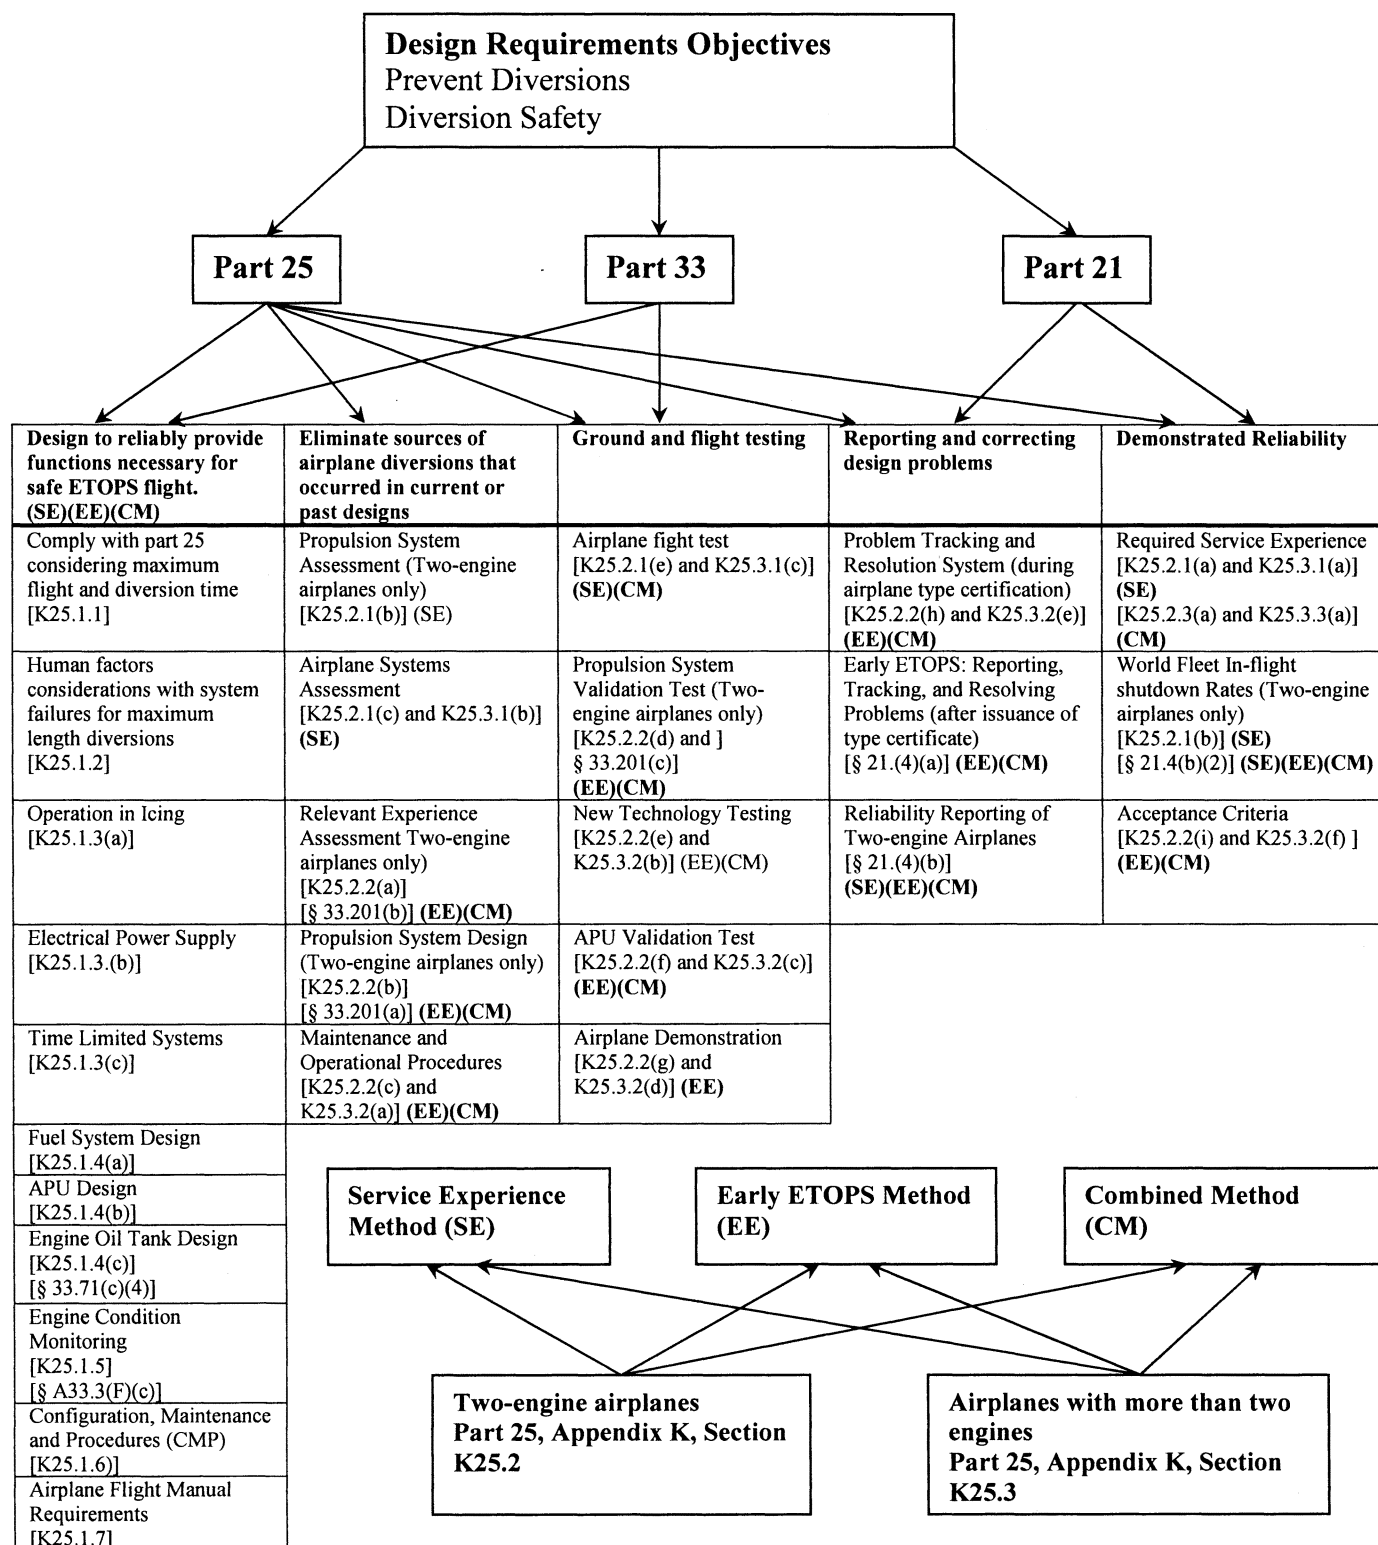 Design Requirements Objectives
Prevent Diversions
Diversion Safety
Part 25
Part 33
Part 21
Design to reliably provide
functions necessary for
safe ETOPS flight.
(SE)(EE)(CM)
Eliminate sources of
airplane diversions that
occurred in current or
past designs
Ground and flight testing
Reporting and correcting
design problems
Demonstrated Reliability
Comply with part 25
considering maximum
flight and diversion time
[K25.1.1]
Propulsion System
Assessment (Two-engine
airplanes only)
[K25.2.1(b)] (SE)
Airplane fight test
[K25.2.1(e) and K25.3.1(c)]
(SE)(CM)
Problem Tracking and
Resolution System (during
airplane type certification)
[K25.2.2(h) and K25.3.2(e)]
(EE)(CM)
Required Service Experience
[K25.2.1(a) and K25.3.1(a)]
(SE)
[K25.2.3(a) and K25.3.3(a)]
(CM)
Human factors
considerations with system
failures for maximum
length diversions
[K25.1.2]
Airplane Systems
Assessment
[K25.2.1(c) and K25.3.1(b)]
(SE)
Propulsion System
Validation Test (Two-
engine airplanes only)
[K25.2.2(d) and ]
§ 33.201(c)]
(EE)(CM)
Early ETOPS: Reporting,
Tracking, and Resolving
Problems (after issuance of
type certificate)
[§ 21.(4)(a)] (EE)(CM)
World Fleet In-flight
shutdown Rates (Two-engine
airplanes only)
[K25.2.1(b)] (SE)
[§ 21.4(b)(2)] (SE)(EE)(CM)
Operation in Icing
[K25.1.3(a)]
Relevant Experience
Assessment Two-engine
airplanes only)
[K25.2.2(a)]
[§ 33.201(b)] (EE)(CM)
New Technology Testing
[K25.2.2(e) and
K25.3.2(b)] (EE)(CM)
Reliability Reporting of
Two-engine Airplanes
[§ 21.(4)(b)]
(SE)(EE)(CM)
Acceptance Criteria
[K25.2.2(i) and K25.3.2(f) ]
(EE)(CM)
Electrical Power Supply
[K25.1.3.(b)]
Propulsion System Design
(Two-engine airplanes only)
[K25.2.2(b)]
[§ 33.201(a)] (EE)(CM)
APU Validation Test
[K25.2.2(f) and K25.3.2(c)]
(EE)(CM)
Time Limited Systems
[K25.1.3(c)]
Maintenance and
Operational Procedures
[K25.2.2(c) and
K25.3.2(a)] (EE)(CM)
Airplane Demonstration
[K25.2.2(g) and
K25.3.2(d)] (EE)
Fuel System Design
[K25.1.4(a)]
APU Design
[K25.1.4(b)]
Engine Oil Tank Design
[K25.1.4(c)]
[§ 33.71(c)(4)]
Engine Condition
Monitoring
[K25.1.5]
[§ A33.3(F)(c)]
Configuration, Maintenance
and Procedures (CMP)
[K25.1.6)]
Airplane Flight Manual
Requirements
[K25.1.7]
Service Experience
Method (SE)
Early ETOPS Method
(EE)
Combined Method
(CM)
Two-engine airplanes
Part 25, Appendix K, Section
K25.2
Airplanes with more than two
engines
Part 25, Appendix K, Section
K25.3